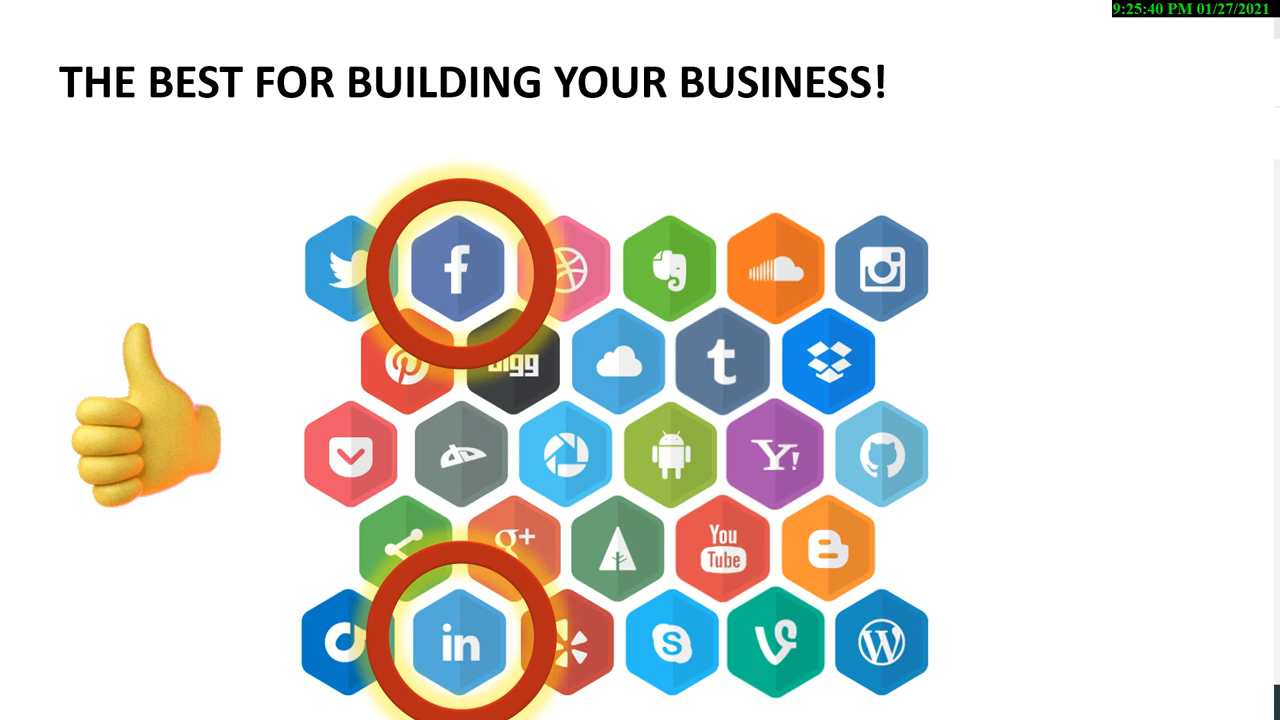 9:25:40 PM 01/27/2021
THE BEST FOR BUILDING YOUR BUSINESS!
f
digg
t
Y!
g+
You
Tube
B
in
S
W